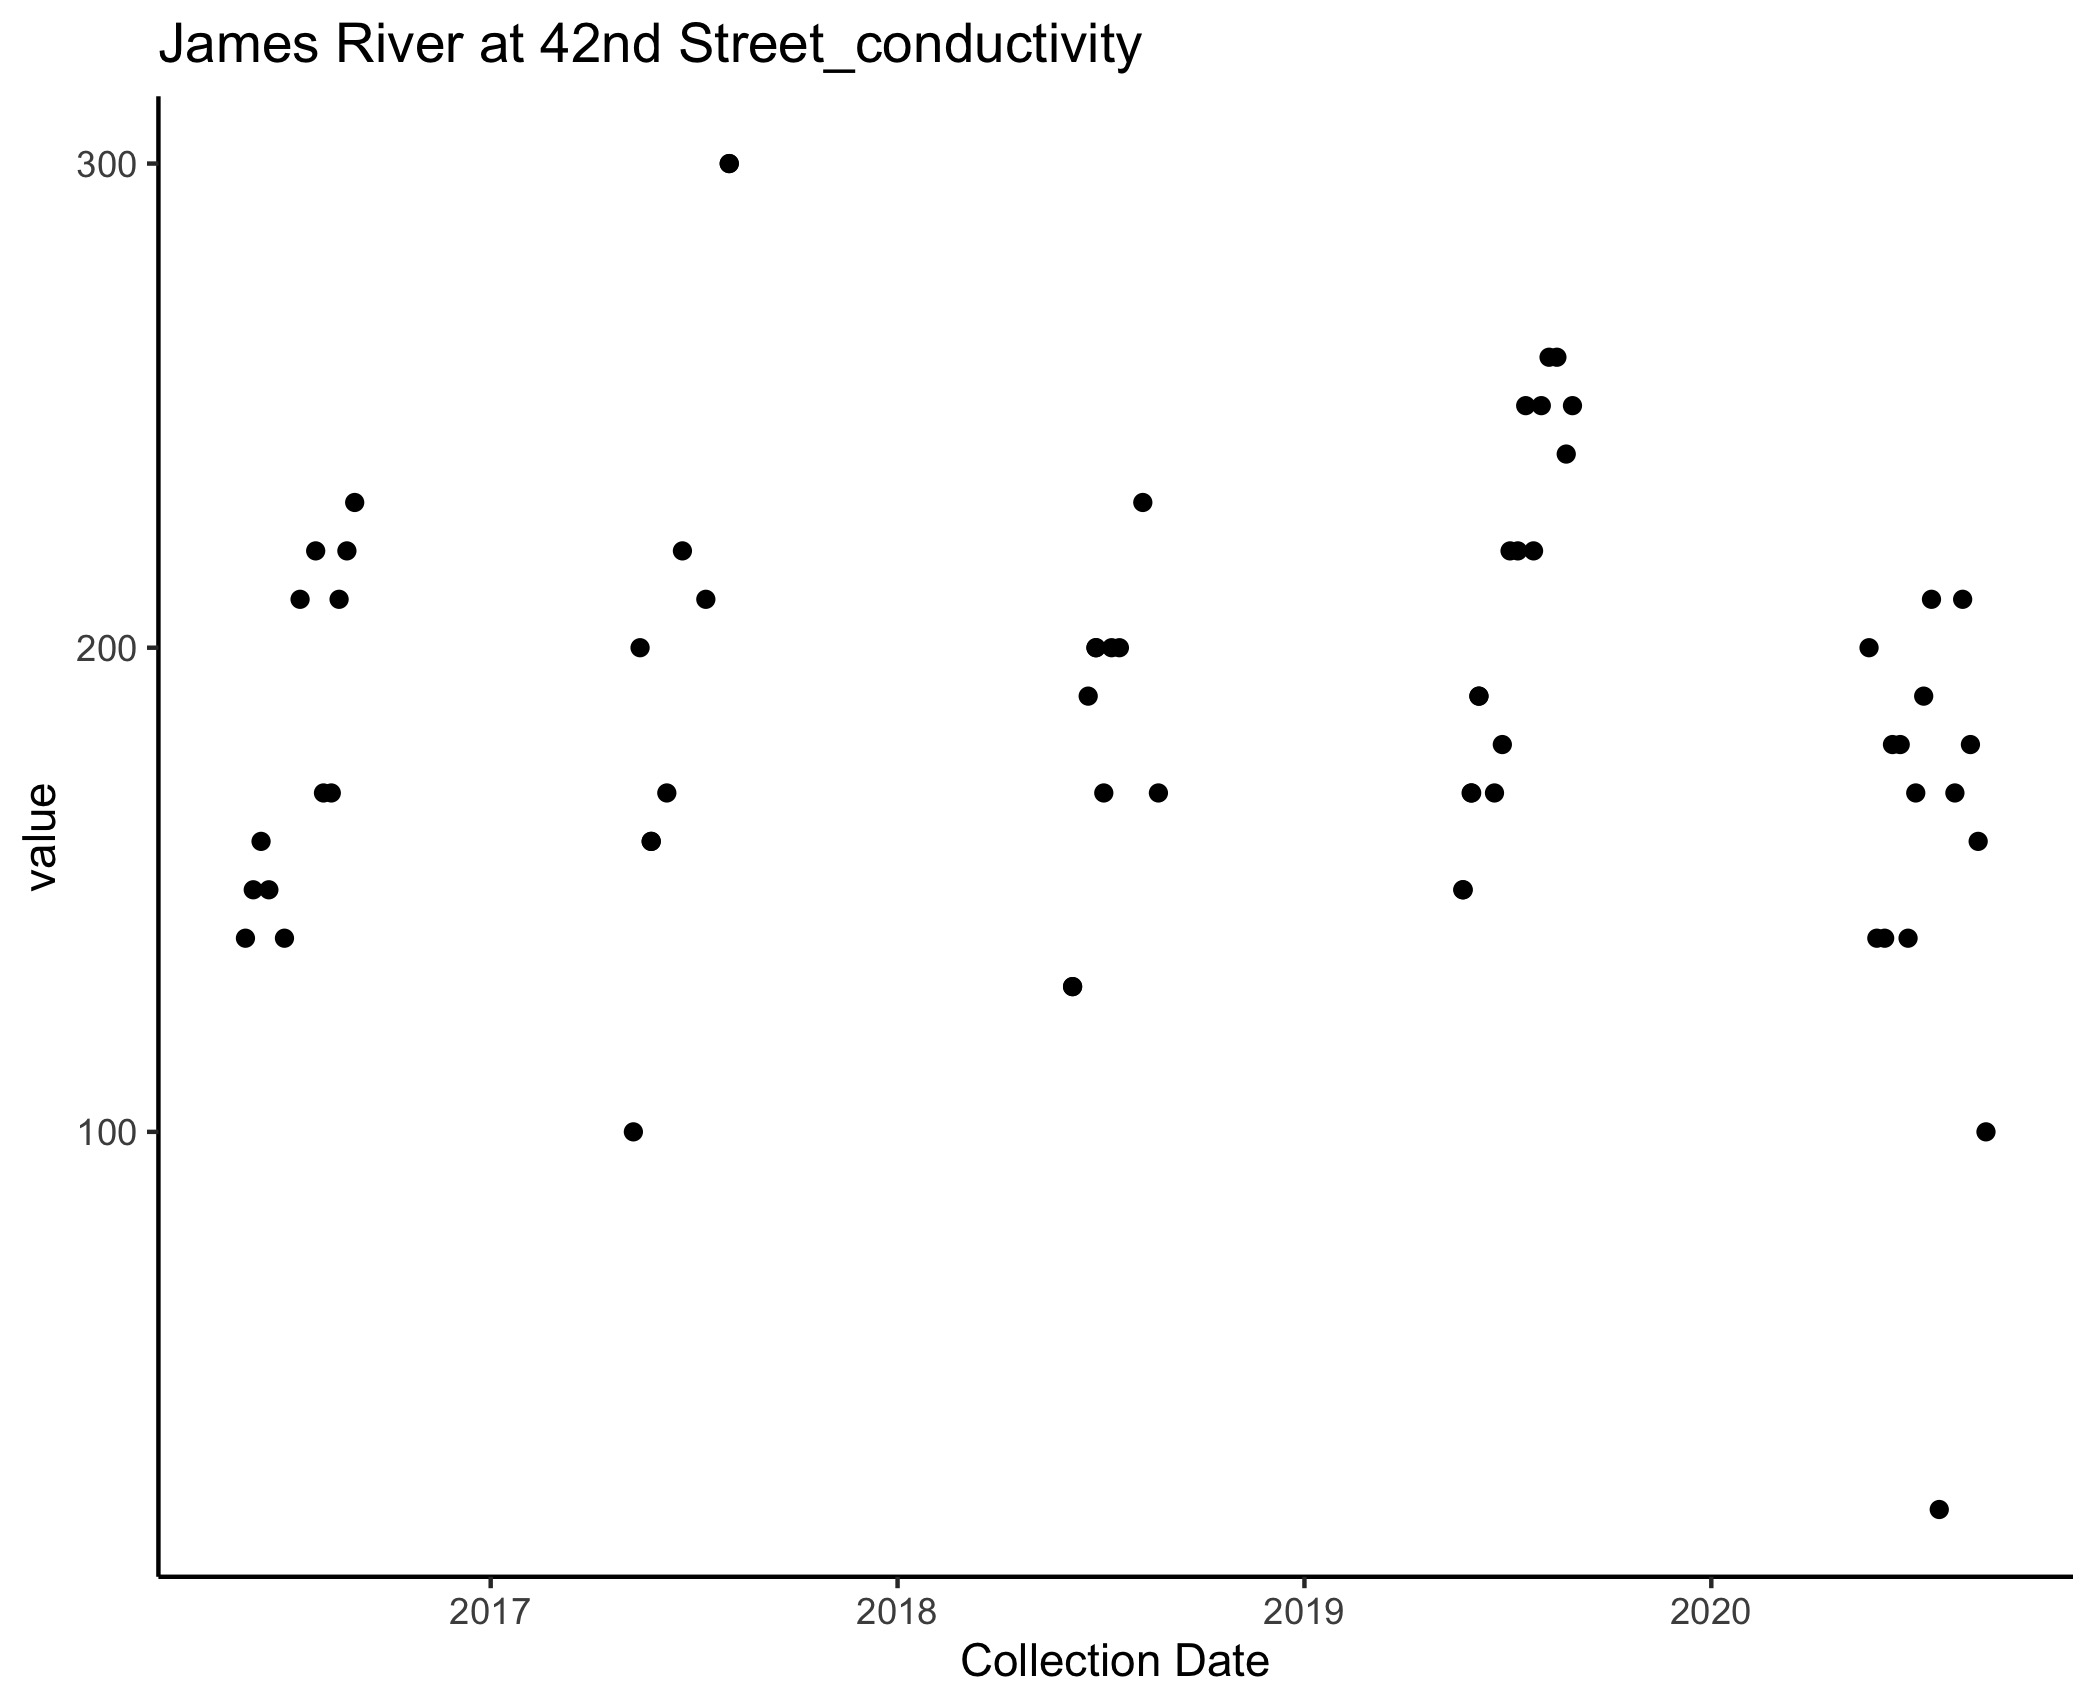 James River at 42nd Street_conductivity
300
200
100
value
2017 2018 2019 2020
Collection Date